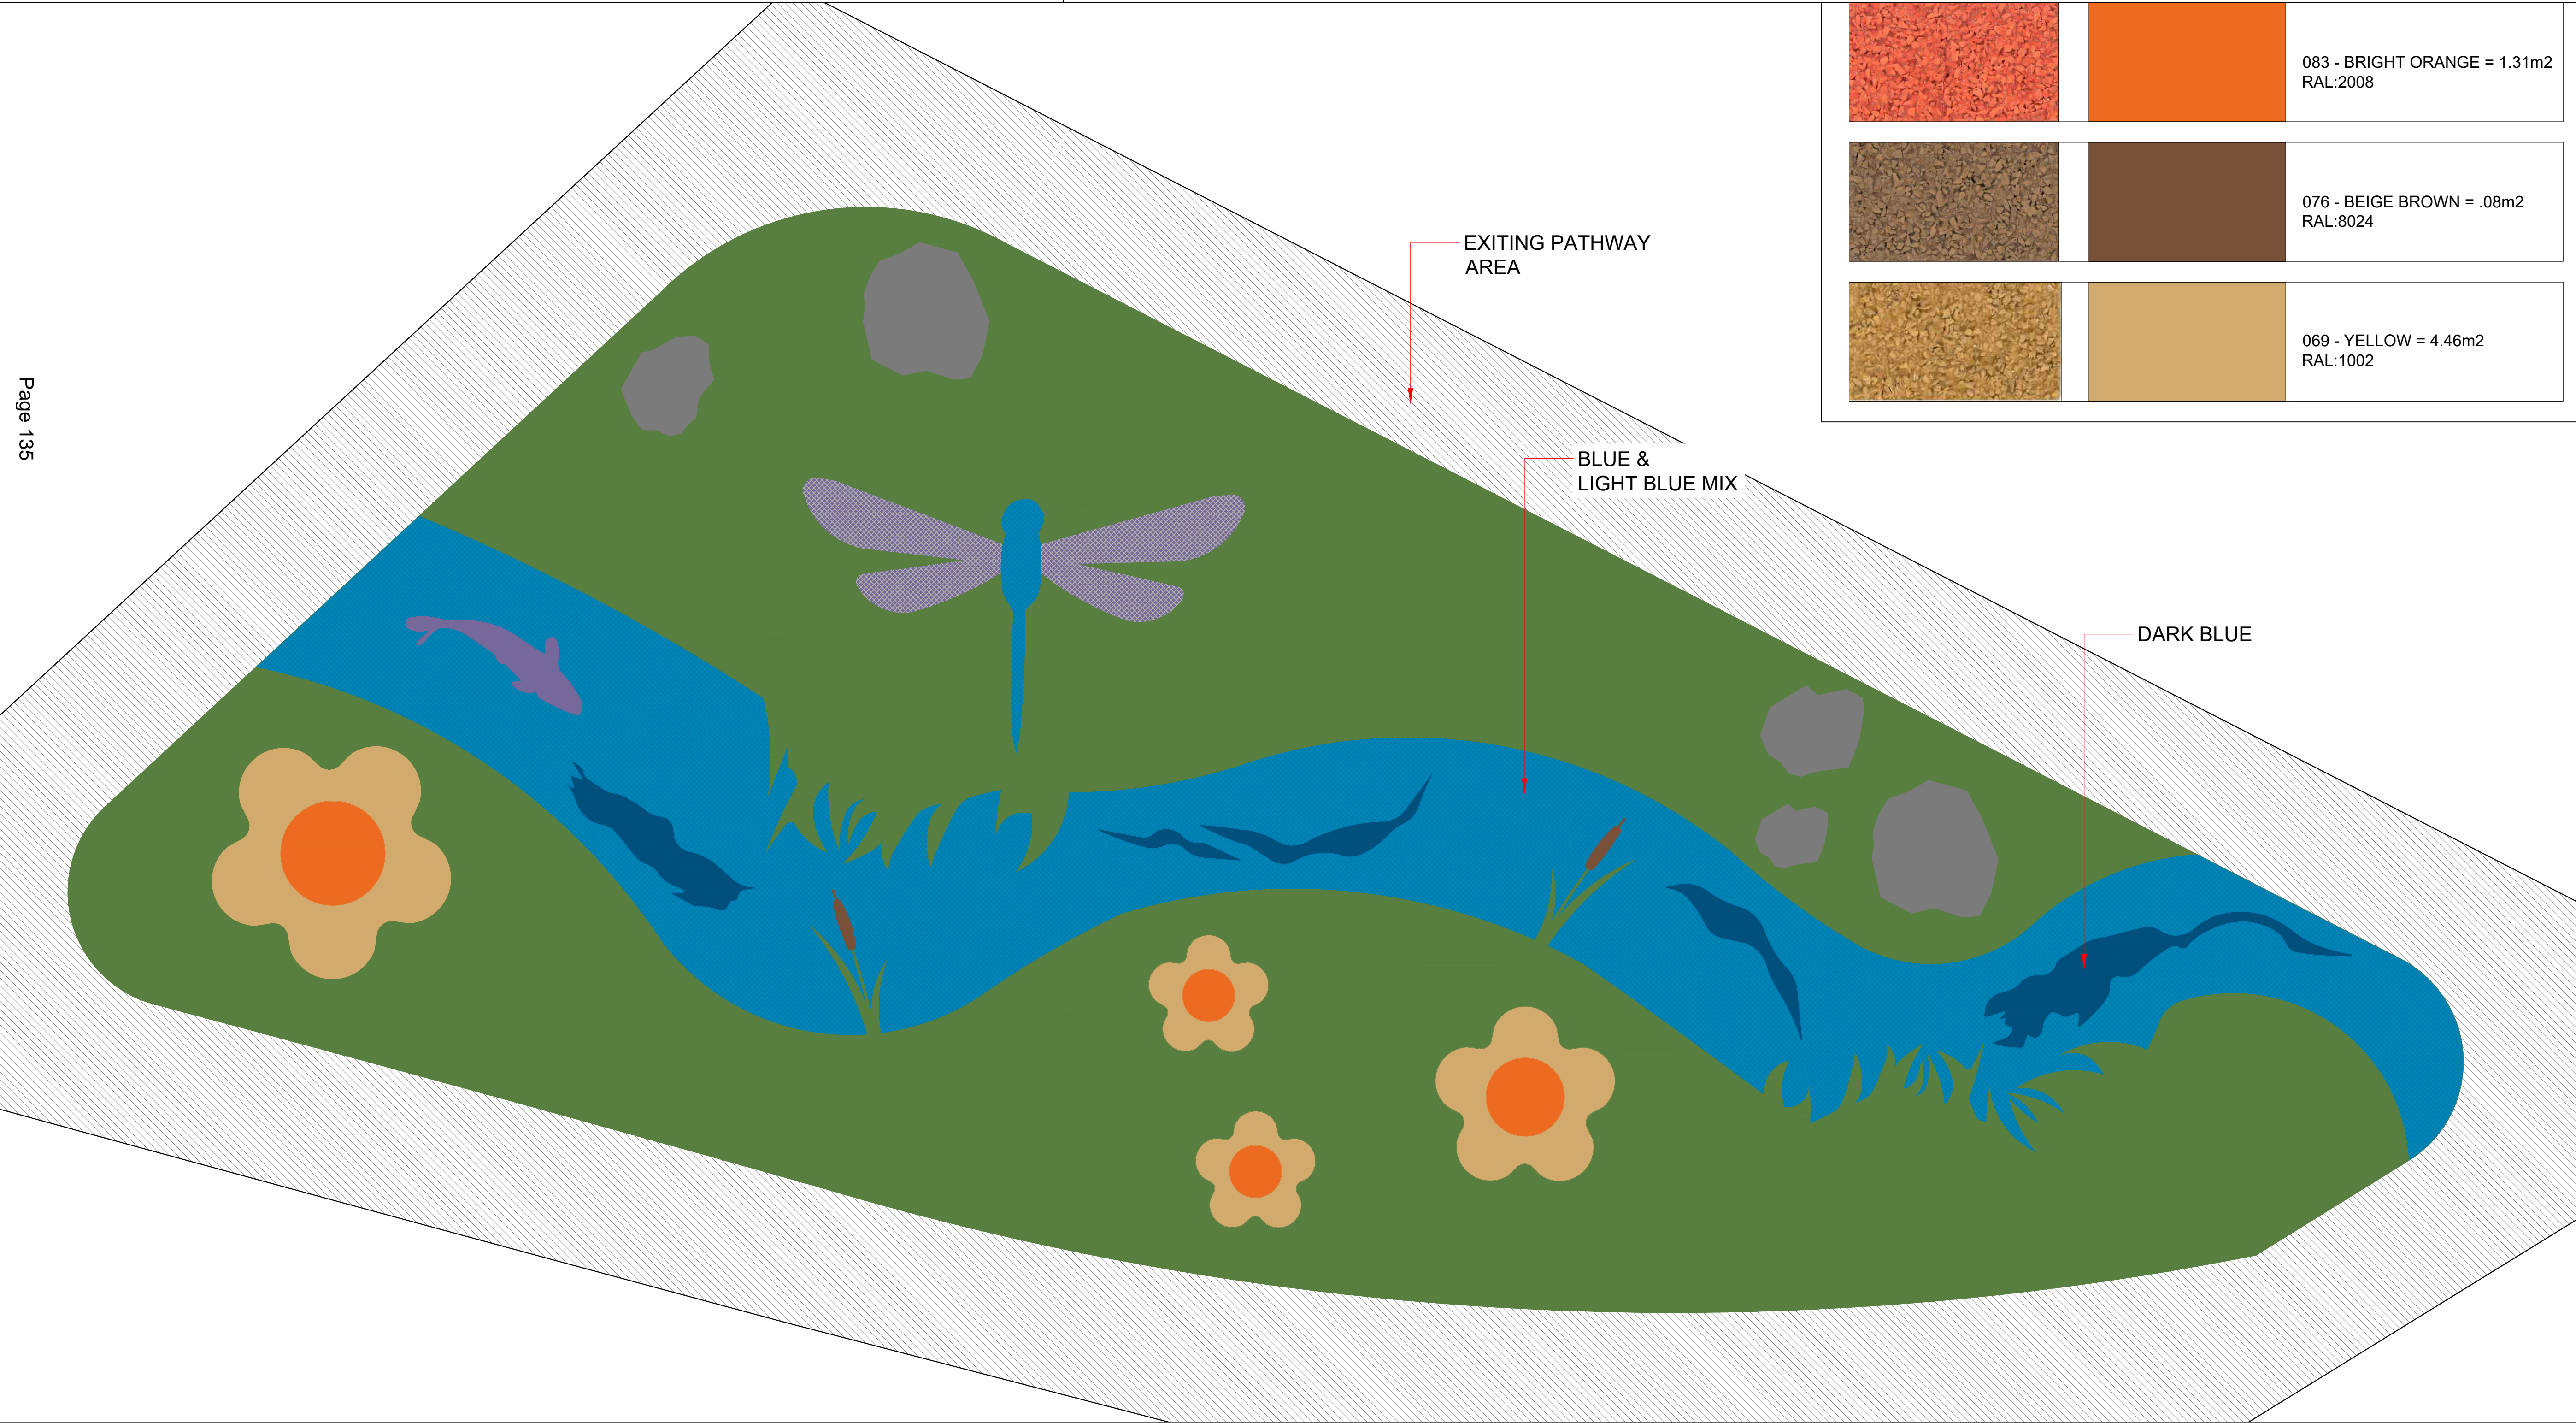 083 - BRIGHT ORANGE = 1.31m2
RAL:2008
076 - BEIGE BROWN = .08m2
RAL:8024
069 - YELLOW = 4.46m2
RAL:1002
EXITING PATHWAY
AREA
BLUE &
LIGHT BLUE MIX
DARK BLUE
Page 135